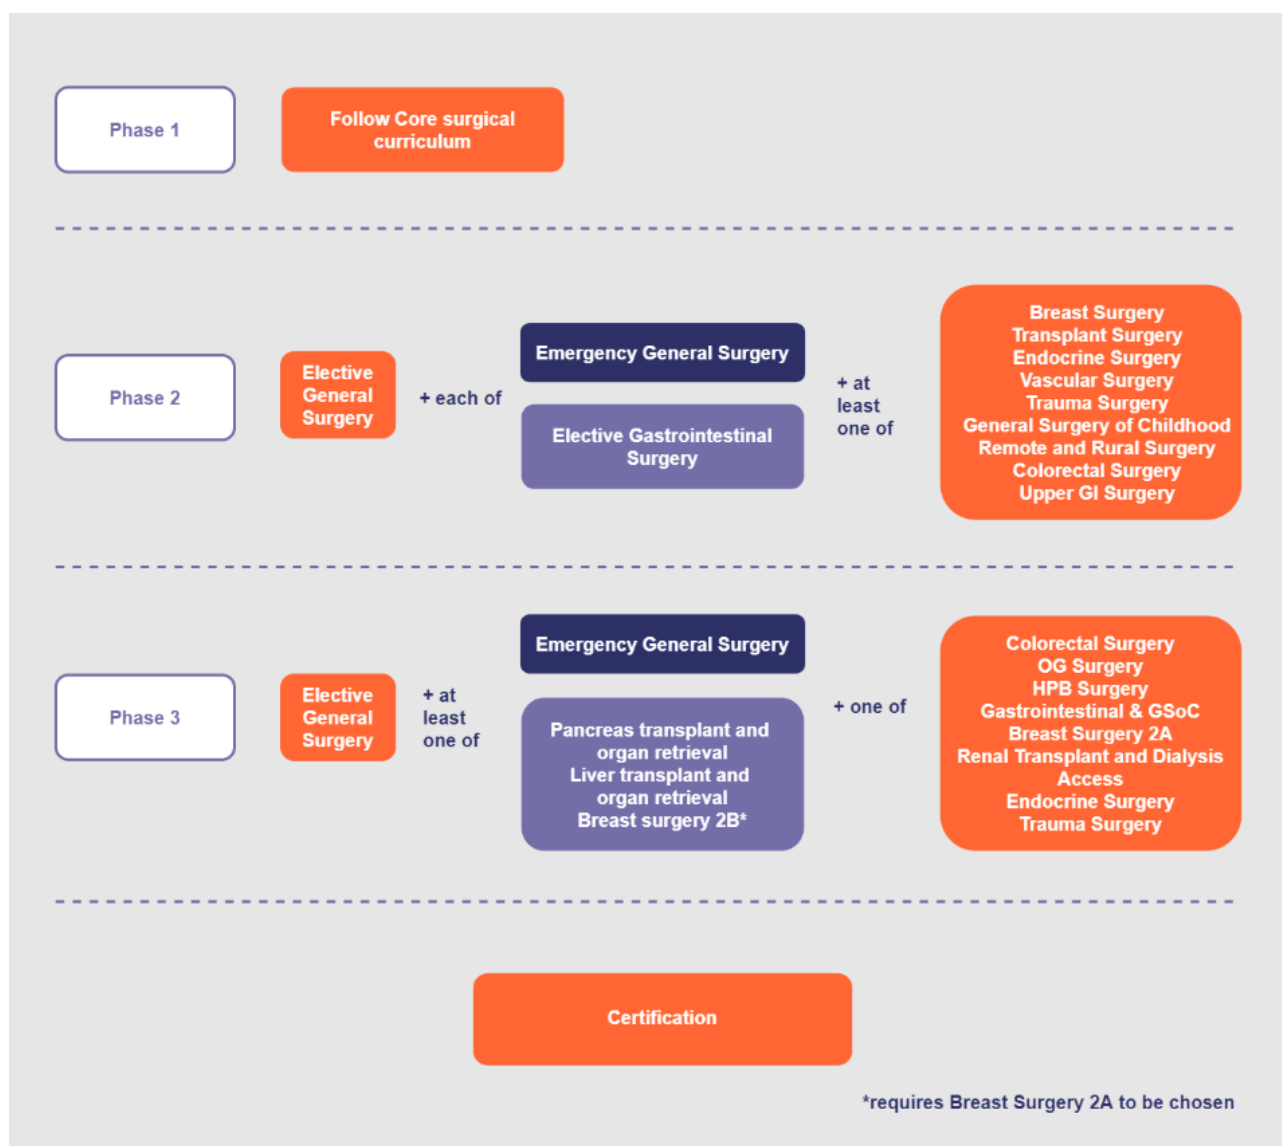 Phase 1
Follow Core surgical
curriculum
Phase 2
Elective
General
Surgery
+ each of
Emergency General Surgery
Elective Gastrointestinal
Surgery
+ at
least
one of
Breast Surgery
Transplant Surgery
Endocrine Surgery
Vascular Surgery
Trauma Surgery
General Surgery of Childhood
Remote and Rural Surgery
Colorectal Surgery
Upper GI Surgery
Phase 3
Elective
General
Surgery
+ at
least
one of
Emergency General Surgery
Pancreas transplant and
organ retrieval
Liver transplant and
organ retrieval
Breast surgery 2B*
+ one of
Colorectal Surgery
OG Surgery
HPB Surgery
Gastrointestinal & GSoC
Breast Surgery 2A
Renal Transplant and Dialysis
Access
Endocrine Surgery
Trauma Surgery
Certification
*requires Breast Surgery 2A to be chosen